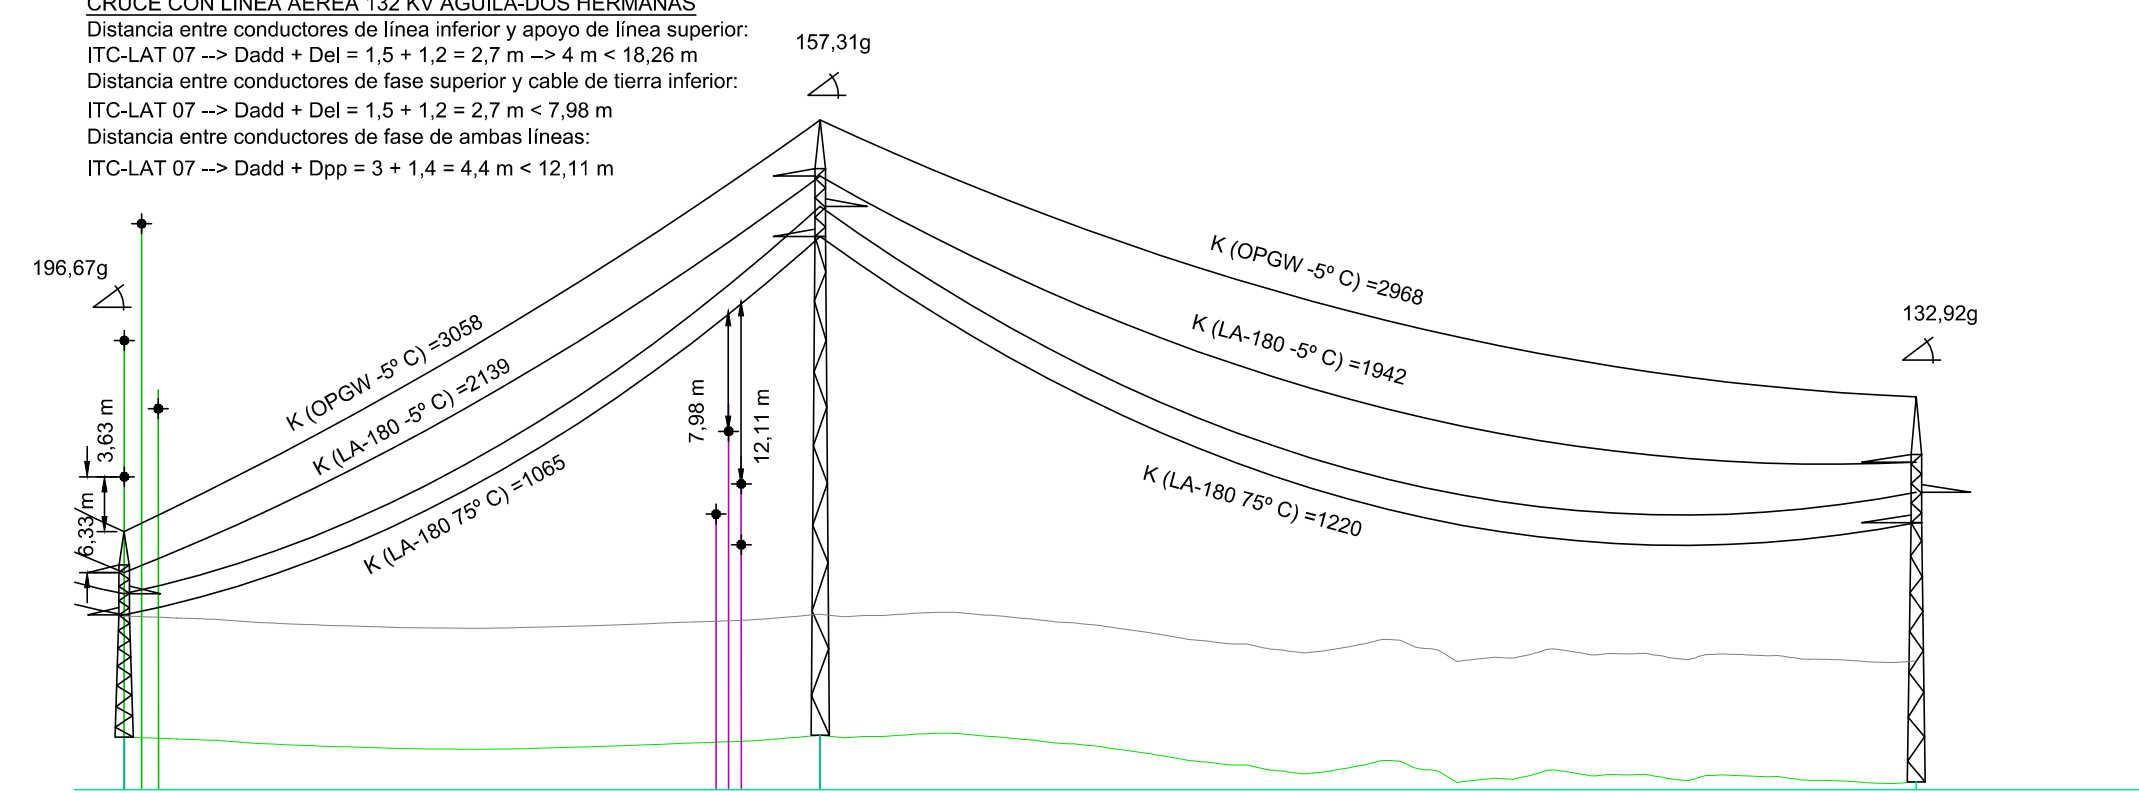 CRUCE CON LÍNEA AÉREA 132 KV AGUILA-DOS HERMANAS
Distancia entre conductores de línea inferior y apoyo de línea superior:
ITC-LAT 07 --> Dadd + Del = 1,5 + 1,2 = 2,7 m –> 4 m < 18,26 m
Distancia entre conductores de fase superior y cable de tierra inferior:
ITC-LAT 07 --> Dadd + Del = 1,5 + 1,2 = 2,7 m < 7,98 m
Distancia entre conductores de fase de ambas líneas:
ITC-LAT 07 --> Dadd + Dpp = 3 + 1,4 = 4,4 m < 12,11 m
157,31g
196,67g
132,92g
K (OPGW -5º C) =3058
K (LA-180 -5º C) =2139
K (LA-180 75º C) =1065
K (OPGW -5º C) =2968
K (LA-180 -5º C) =1942
K (LA-180 75º C) =1220
3,63 m
6,33 m
7,98 m
12,11 m